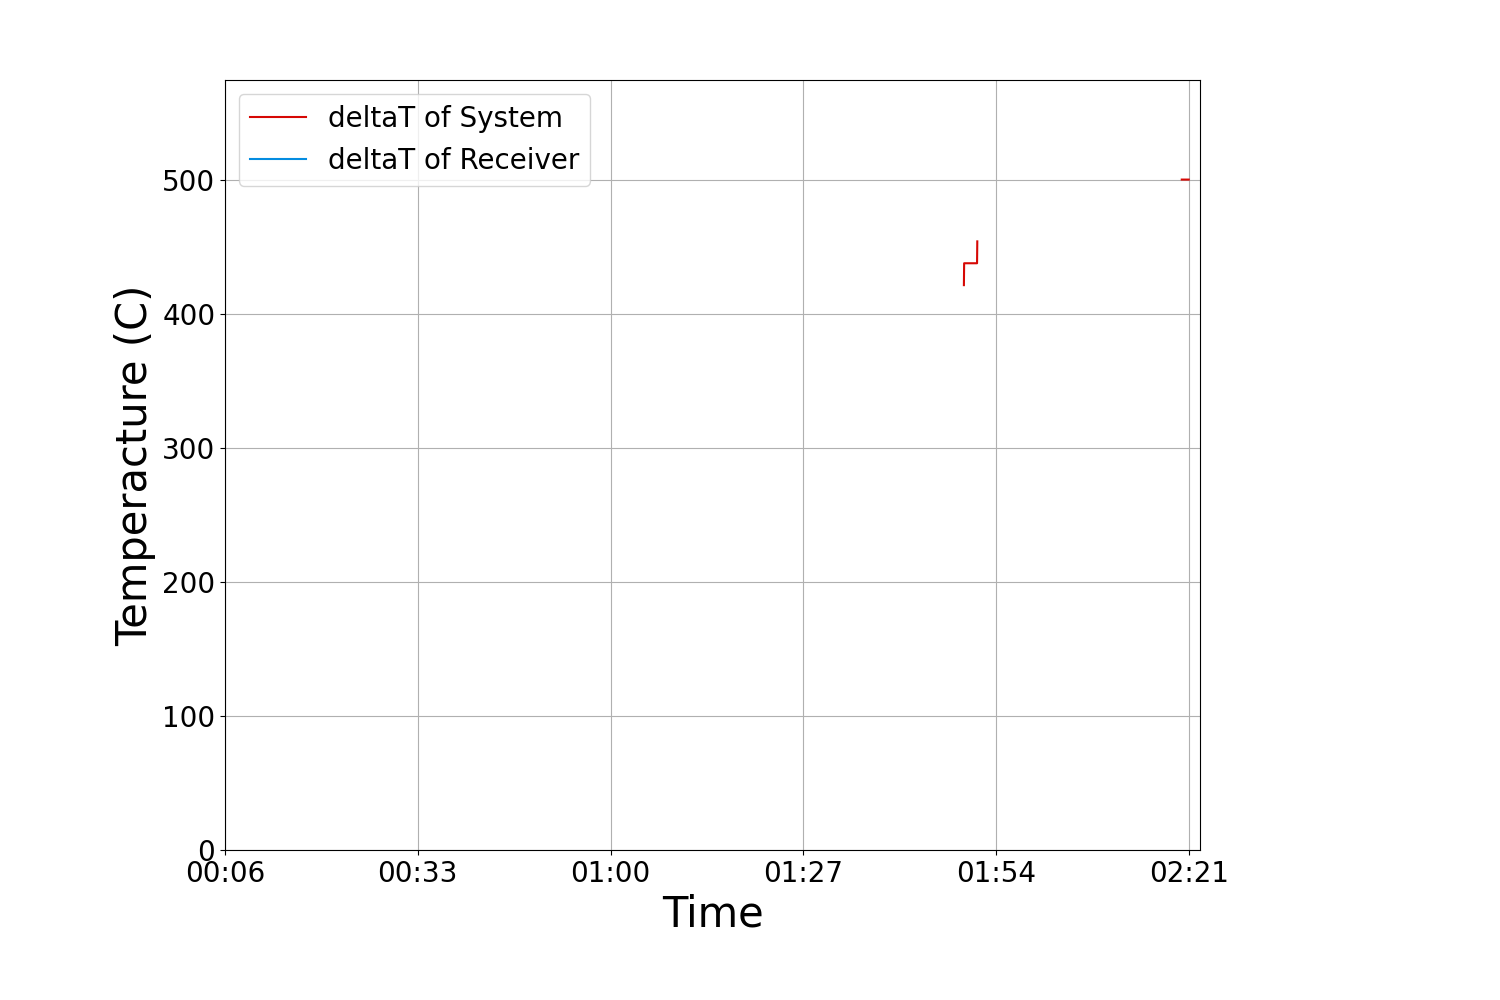 deltaT of System
deltaT of Receiver
Temperacture (C)
500
400
300
200
100
0
00:06 00:33 01:00 01:27 01:54 02:21
Time